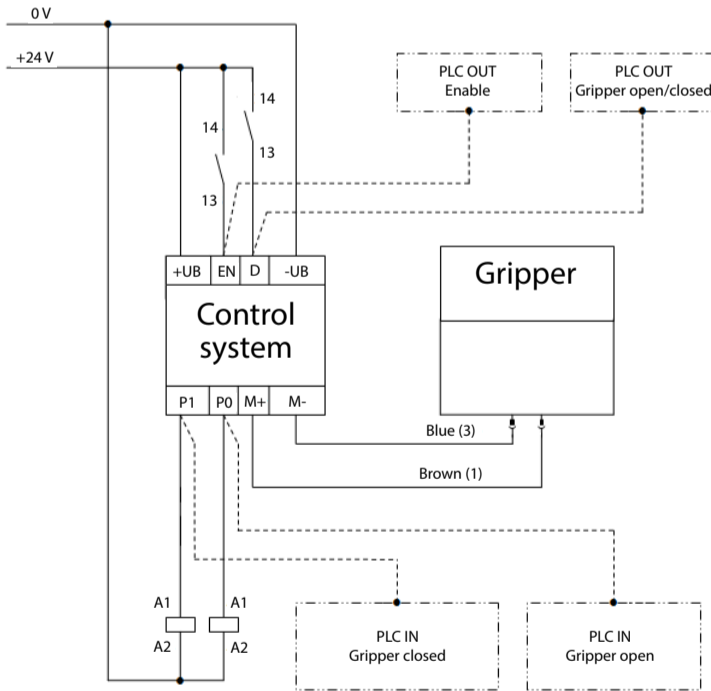 0 V
+24 V
PLC OUT
Enable
PLC OUT
Gripper open/closed
14
14
13
13
+UB EN D -UB
Control
system
P1 P0 M+ M-
Gripper
Blue (3)
Brown (1)
A1
A2
A1
A2
PLC IN
Gripper closed
PLC IN
Gripper open